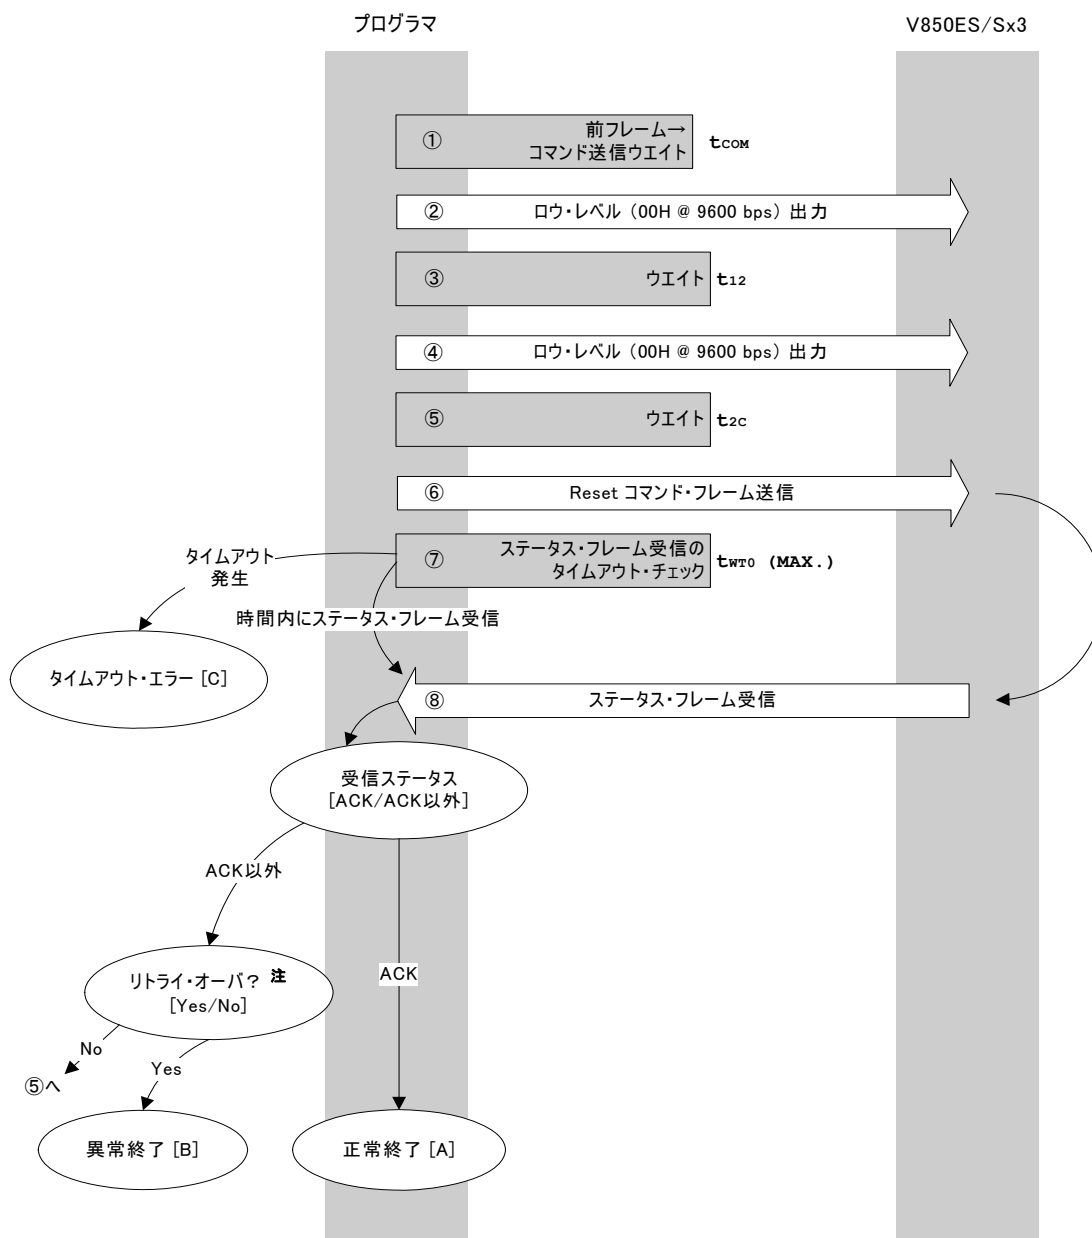 プログラマ
V850ES/Sx3
① 前フレーム→
コマンド送信ウエイト
tCOM
② ロウ・レベル（00H @ 9600 bps）出力
③ ウエイト
t12
④ ロウ・レベル（00H @ 9600 bps）出力
⑤ ウエイト
t2C
⑥ Reset コマンド・フレーム送信
⑦ ステータス・フレーム受信の
タイムアウト・チェック
tWT0 (MAX.)
タイムアウト
発生
時間内にステータス・フレーム受信
タイムアウト・エラー [C]
⑧ ステータス・フレーム受信
受信ステータス
[ACK/ACK以外]
ACK以外
ACK
リトライ・オーバ？ 注
[Yes/No]
No
Yes
⑤へ
異常終了 [B]
正常終了 [A]